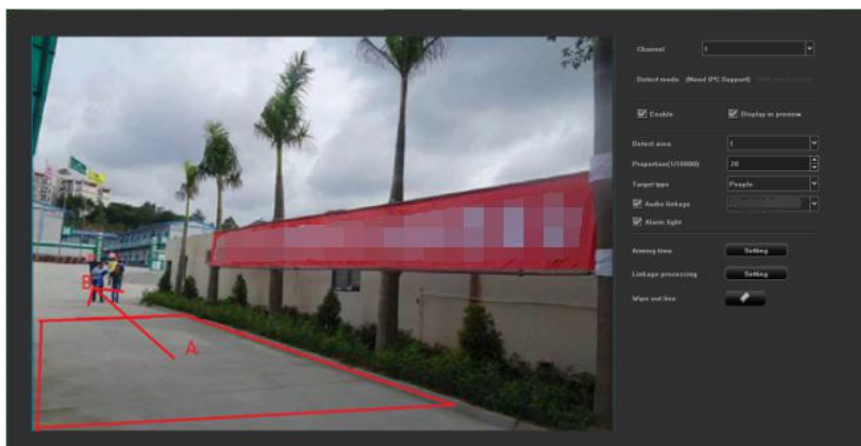 Channel 1
Detect mode (Need IPC Support)
Enable Display in preview
Detect area 1
Proportion(1/10000) 20
Target type People
Audio linkage
Alarm light
Arming time Setting
Linkage processing Setting
Wipe out line
B
A